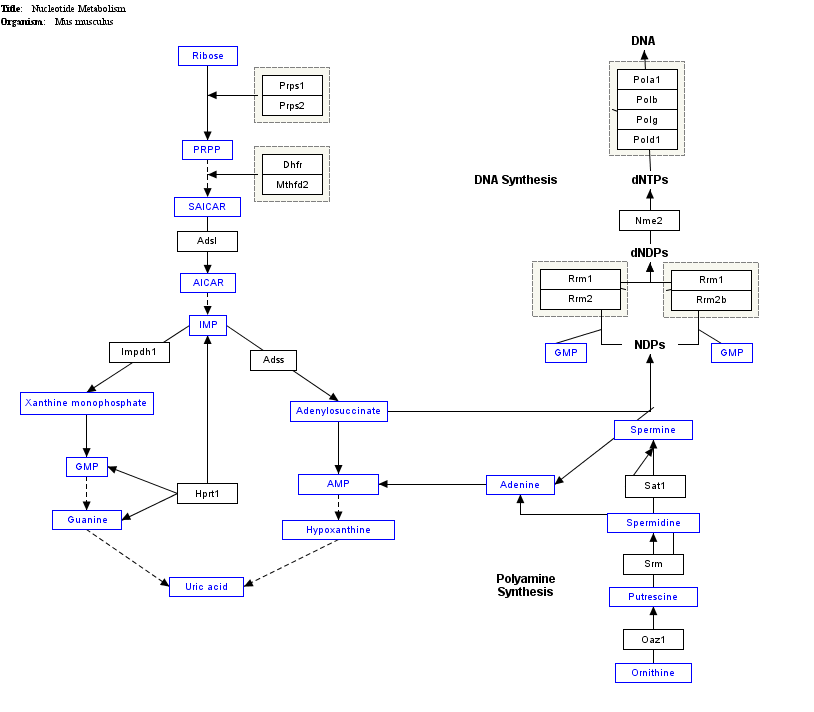 Title: Nucleotide Metabolism
Organism: Mus musculus
Ribose
Prps1
Prps2
PRPP
Dhfr
Mthfd2
SAICAR
Adsl
AICAR
IMP
Impdh1
Adss
Xanthine monophosphate
Adenylosuccinate
GMP
Hprt1
AMP
Adenine
Guanine
Hypoxanthine
Uric acid
DNA
Pola1
Polb
Polg
Pold1
DNA Synthesis
dNTPs
Nme2
dNDPs
Rrm1
Rrm2
Rrm1
Rrm2b
GMP
NDPs
GMP
Spermine
Sat1
Spermidine
Srm
Polyamine
Synthesis
Putrescine
Oaz1
Ornithine